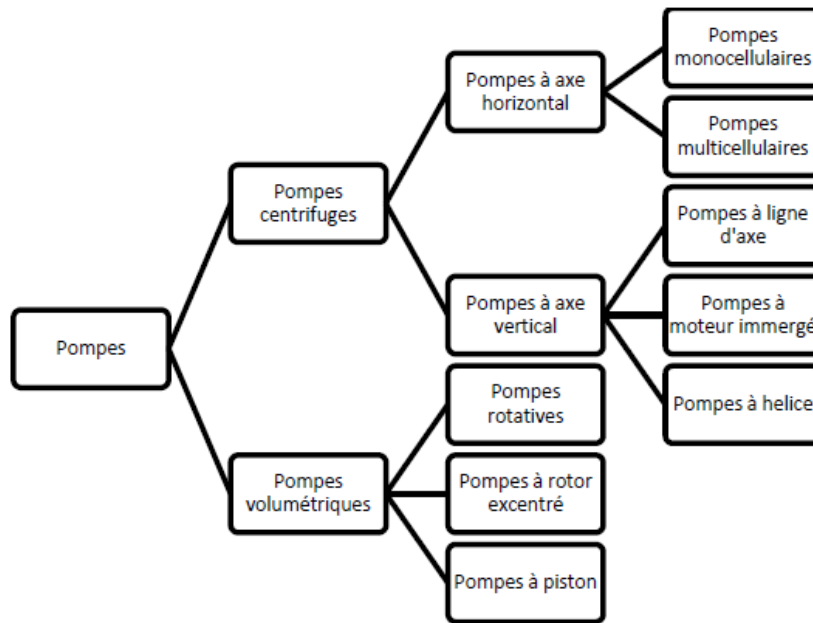 Pompes
Pompes
centrifuges
Pompes à axe
horizontal
Pompes
monocellulaires
Pompes
multicellulaires
Pompes à axe
vertical
Pompes à ligne
d'axe
Pompes à
moteur immergé
Pompes à helice
Pompes
volumétriques
Pompes
rotatives
Pompes à rotor
excentré
Pompes à piston